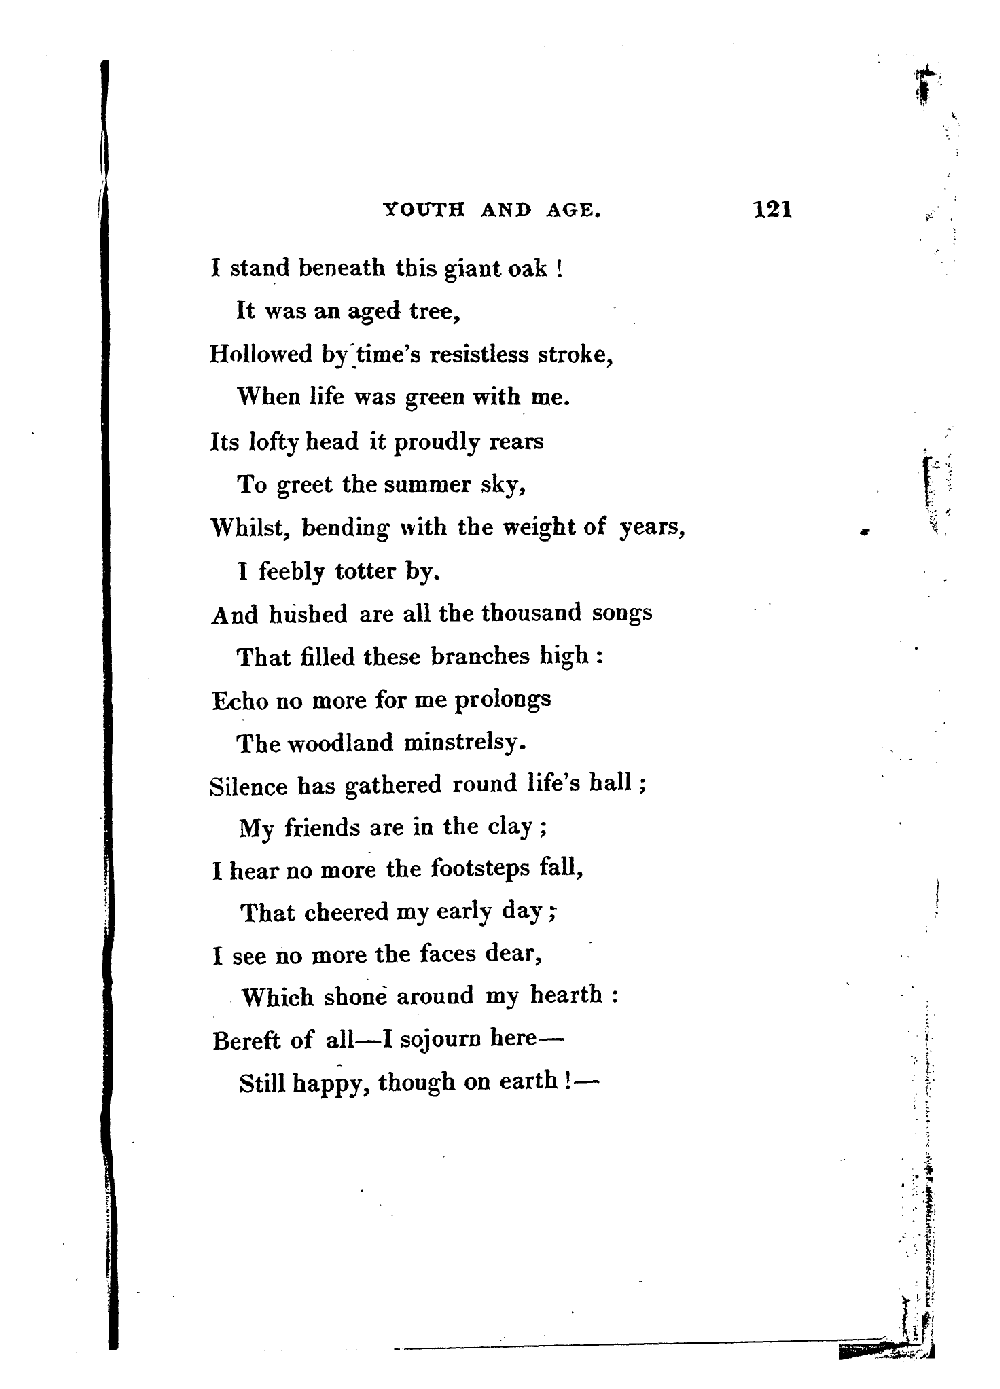 YOUTH AND AGE. 121
I stand beneath this giant oak !
It was an aged tree,
Hollowed by time's resistless stroke,
When life was green with me.
Its lofty head it proudly rears
To greet the summer sky,
Whilst, bending with the weight of years,
I feebly totter by.
And hushed are all the thousand songs
That filled these branches high :
Echo no more for me prolongs
The woodland minstrelsy.
Silence has gathered round life's hall ;
My friends are in the clay ;
I hear no more the footsteps fall,
That cheered my early day ;
I see no more the faces dear,
Which shone around my hearth :
Bereft of all—I sojourn here—
Still happy, though on earth !—